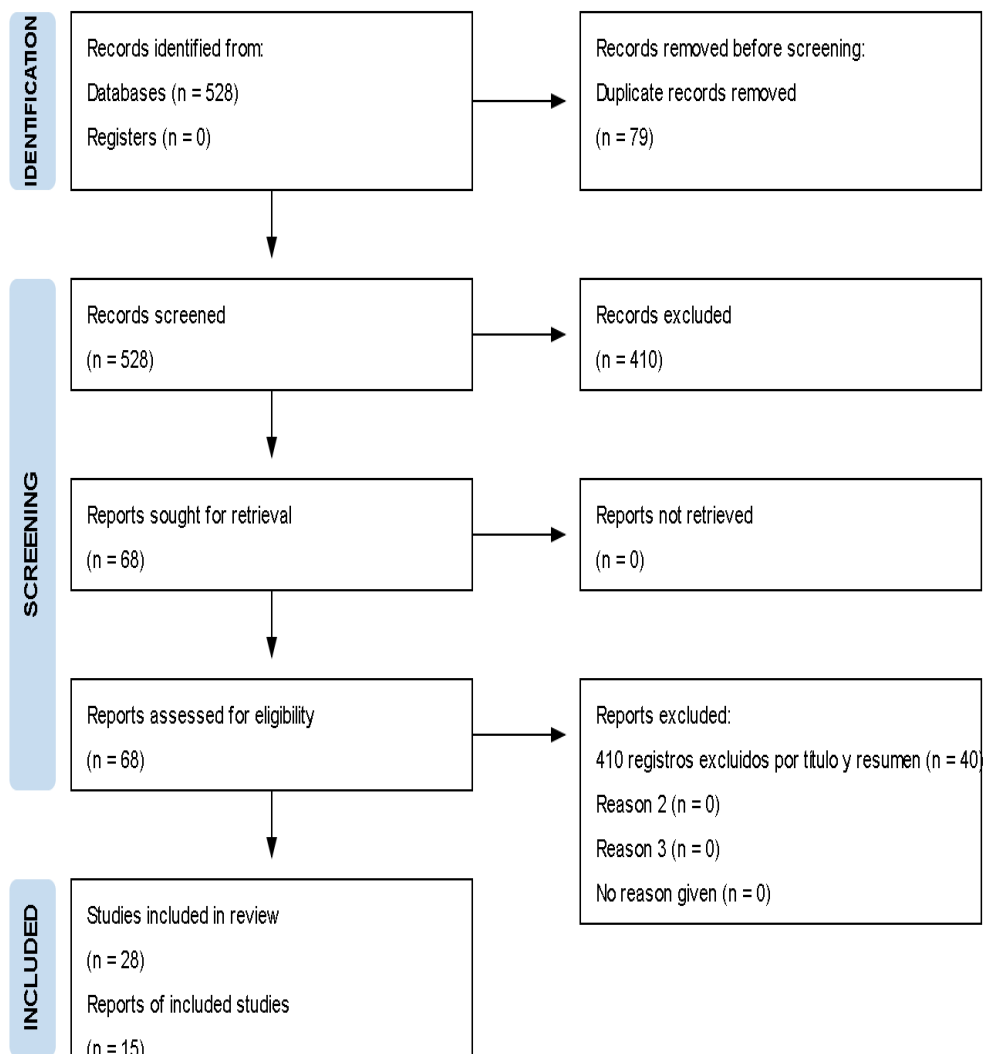 IDENTIFICATION
Records identified from:
Databases (n = 528)
Registers (n = 0)
Records removed before screening:
Duplicate records removed
(n = 79)
SCREENING
Records screened
(n = 528)
Records excluded
(n = 410)
Reports sought for retrieval
(n = 68)
Reports not retrieved
(n = 0)
Reports assessed for eligibility
(n = 68)
Reports excluded:
410 registros excluidos por título y resumen (n = 40)
Reason 2 (n = 0)
Reason 3 (n = 0)
No reason given (n = 0)
INCLUDED
Studies included in review
(n = 28)
Reports of included studies
(n = 15)